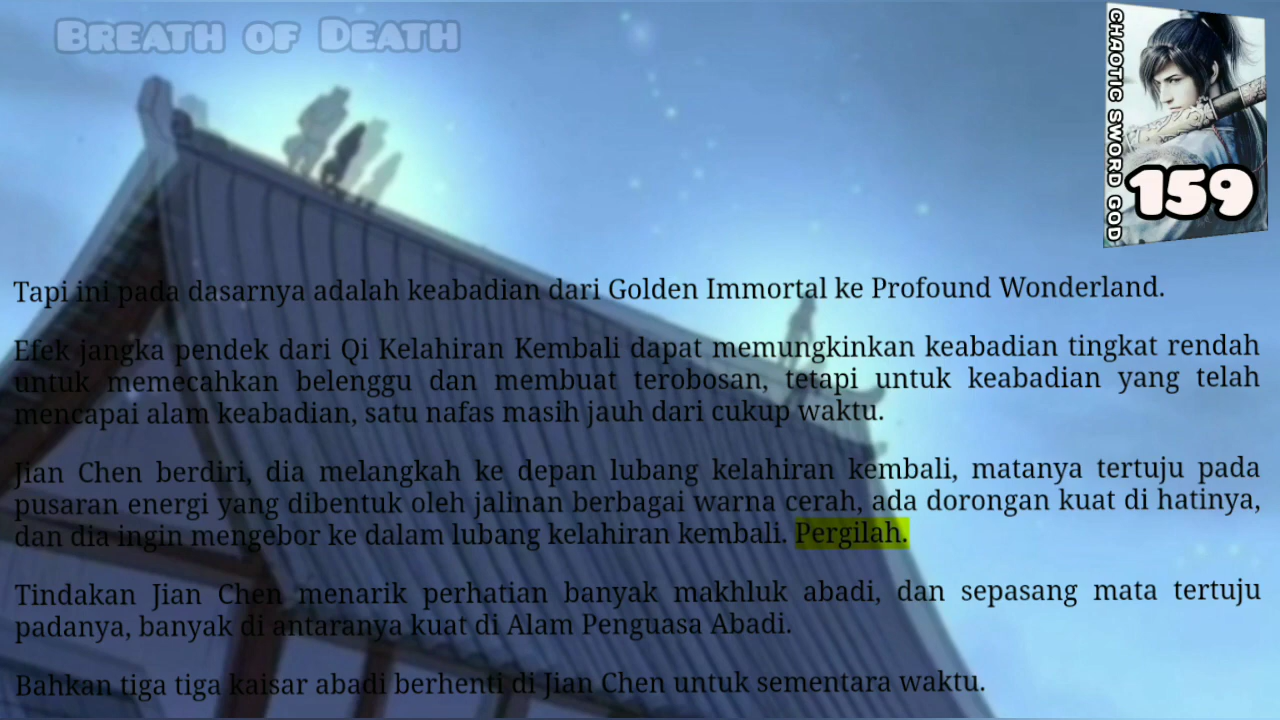 Breath of Death
CHAOTIC SWORD GOD
159
Tapi ini pada dasarnya adalah keabadian dari Golden Immortal ke Profound Wonderland.
Efek jangka pendek dari Qi Kelahiran Kembali dapat memungkinkan keabadian tingkat rendah
untuk memecahkan belenggu dan membuat terobosan, tetapi untuk keabadian yang telah
mencapai alam keabadian, satu nafas masih jauh dari cukup waktu.
Jian Chen berdiri, dia melangkah ke depan lubang kelahiran kembali, matanya tertuju pada
pusaran energi yang dibentuk oleh jalinan berbagai warna cerah, ada dorongan kuat di hatinya,
dan dia ingin mengebor ke dalam lubang kelahiran kembali. Pergilah.
Tindakan Jian Chen menarik perhatian banyak makhluk abadi, dan sepasang mata tertuju
padanya, banyak di antaranya kuat di Alam Penguasa Abadi.
Bahkan tiga tiga kaisar abadi berhenti di Jian Chen untuk sementara waktu.